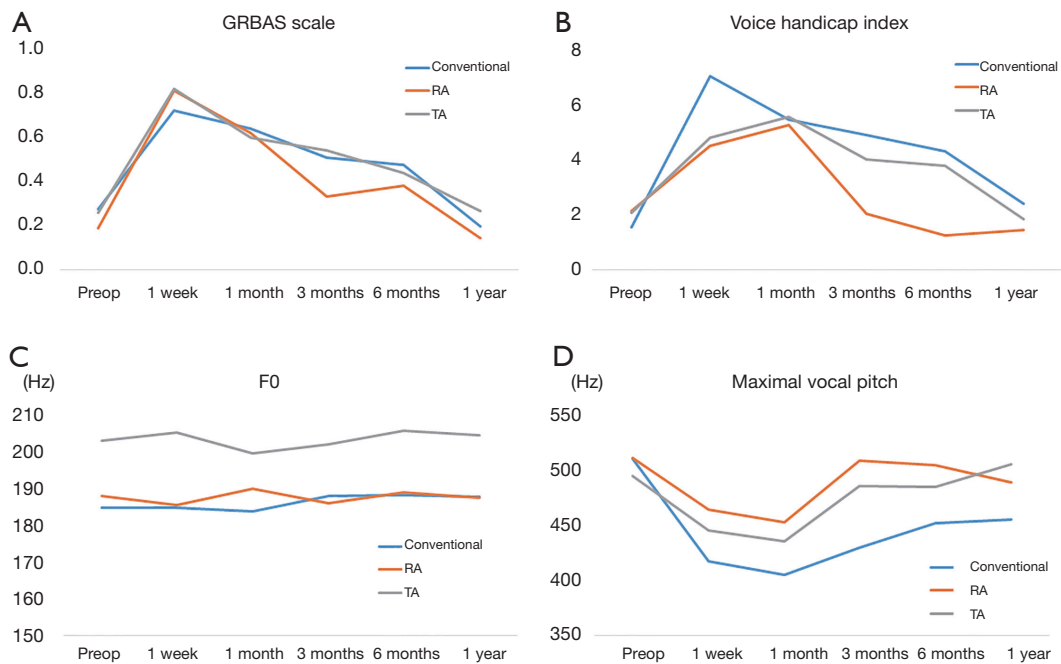 A
GRBAS scale
1.0
0.8
0.6
0.4
0.2
0.0
Conventional
RA
TA
Preop 1 week 1 month 3 months 6 months 1 year
B
Voice handicap index
8
6
4
2
0
Conventional
RA
TA
Preop 1 week 1 month 3 months 6 months 1 year
C
(Hz)
F0
210
200
190
180
170
160
150
Conventional
RA
TA
Preop 1 week 1 month 3 months 6 months 1 year
D
(Hz)
Maximal vocal pitch
550
500
450
400
350
Conventional
RA
TA
Preop 1 week 1 month 3 months 6 months 1 year